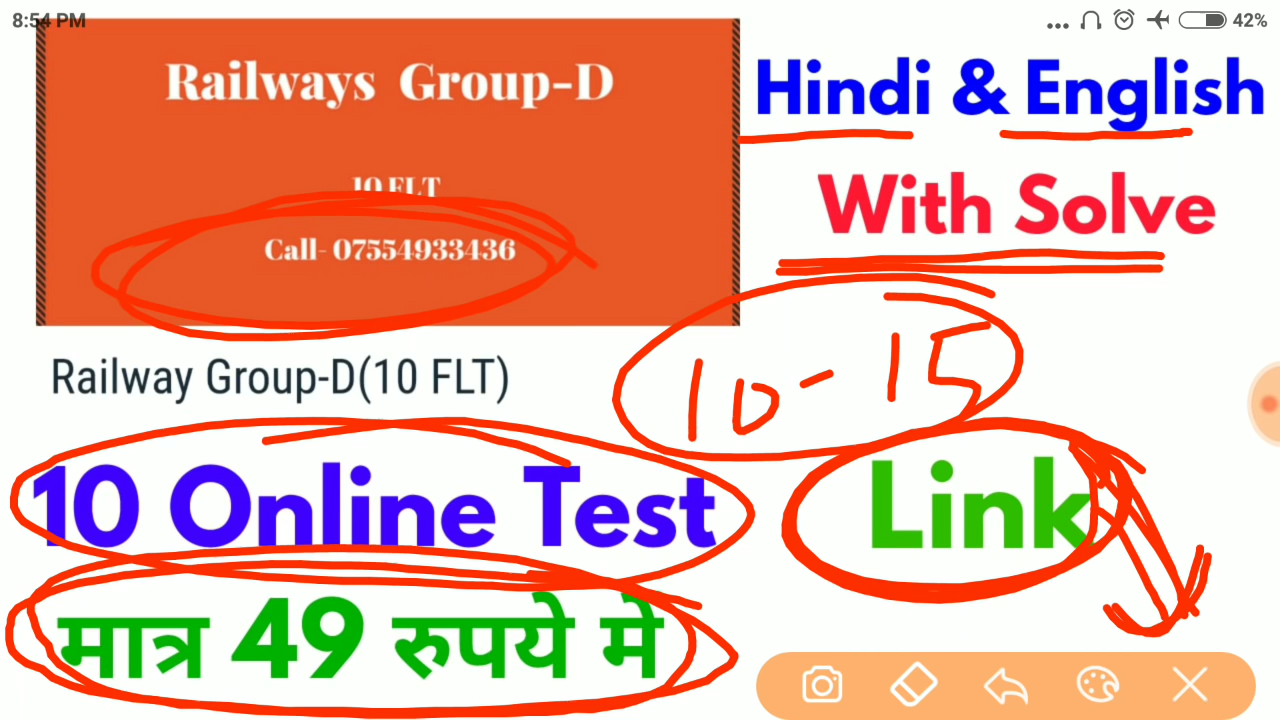 8:54 PM
... 42%
Railways Group-D
10 FLT
Call- 07554933436
Hindi & English
With Solve
10-15
Railway Group-D(10 FLT)
10 Online Test
Link
मात्र 49 रुपये मे